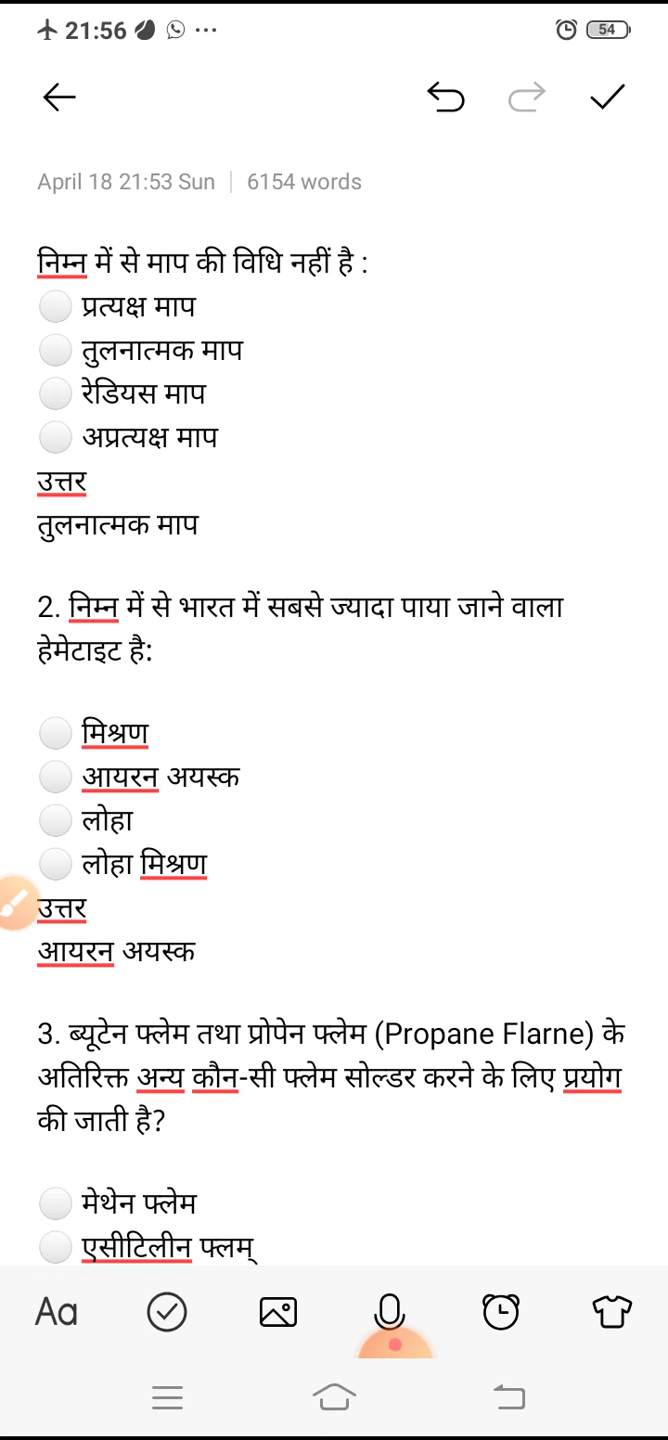 21:56
54
April 18 21:53 Sun | 6154 words
निम्न में से माप की विधि नहीं है :
प्रत्यक्ष माप
तुलनात्मक माप
रेडियस माप
अप्रत्यक्ष माप
उत्तर
तुलनात्मक माप
2. निम्न में से भारत में सबसे ज्यादा पाया जाने वाला
हेमेटाइट है:
मिश्रण
आयरन अयस्क
लोहा
लोहा मिश्रण
उत्तर
आयरन अयस्क
3. ब्यूटेन फ्लेम तथा प्रोपेन फ्लेम (Propane Flarne) के
अतिरिक्त अन्य कौन-सी फ्लेम सोल्डर करने के लिए प्रयोग
की जाती है?
मेथेन फ्लेम
एसीटिलीन फ्लम्
Aa